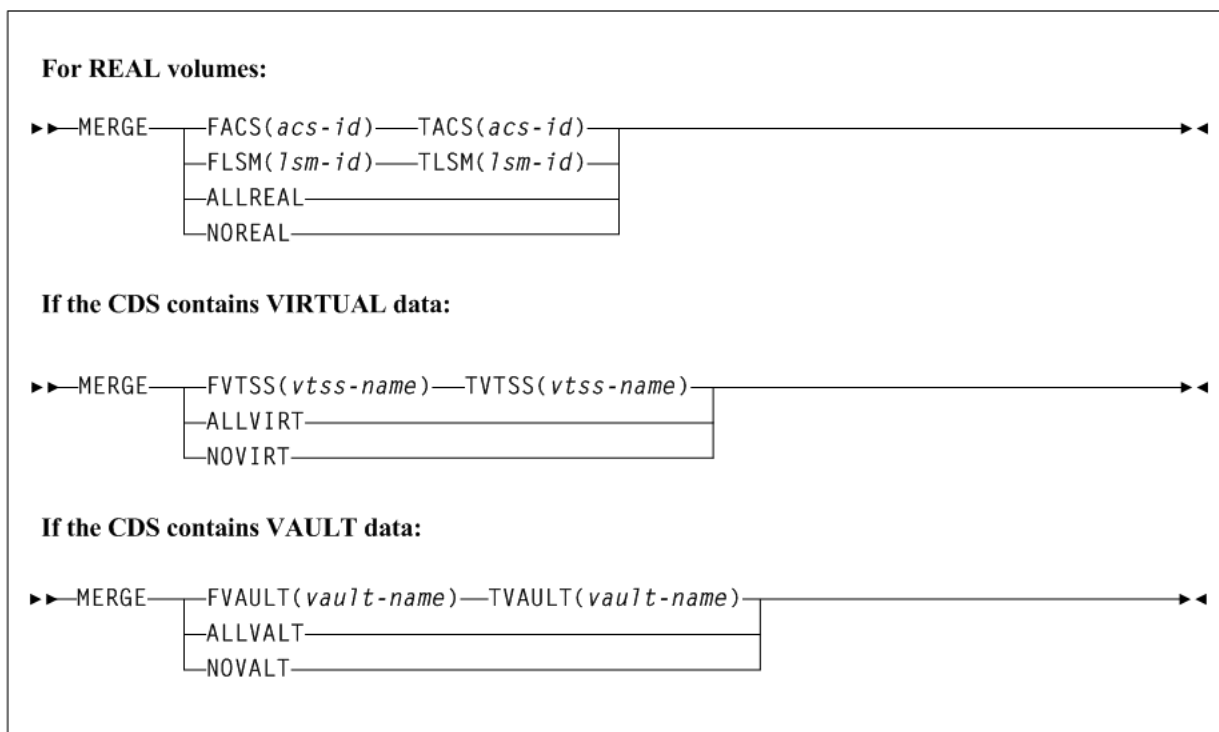 For REAL volumes:
MERGE FACS(acs-id) TACS(acs-id)
FLSM(lsm-id) TLSM(lsm-id)
ALLREAL
NOREAL
If the CDS contains VIRTUAL data:
MERGE FVTSS(vtss-name) TVTSS(vtss-name)
ALLVIRT
NOVIRT
If the CDS contains VAULT data:
MERGE FVAULT(vault-name) TVAULT(vault-name)
ALLVALT
NOVALT